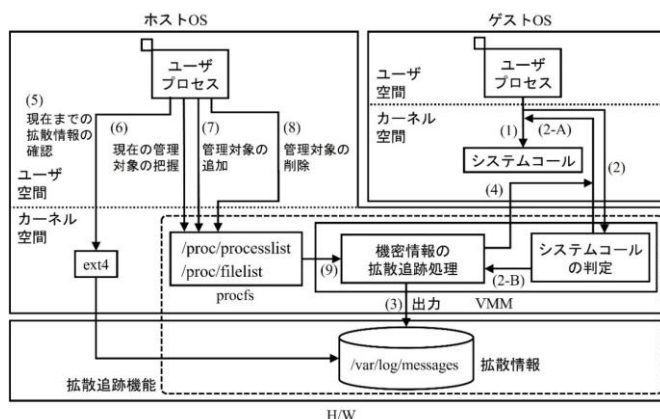 ホストOS
ゲストOS
ユーザ
プロセス
ユーザ
プロセス
(5)
現在までの
拡散情報の
確認
(6)
現在の管理
対象の把握
(7)
管理対象の
追加
(8)
管理対象の
削除
ユーザ
空間
カーネル
空間
ユーザ
空間
カーネル
空間
(1)
(2-A)
システムコール
(2)
(4)
ext4
/proc/processlist
/proc/filelist
procfs
(9)
機密情報の
拡散追跡処理
(2-B)
システムコール
の判定
(3) 出力
VMM
/var/log/messages
拡散情報
拡散追跡機能
H/W